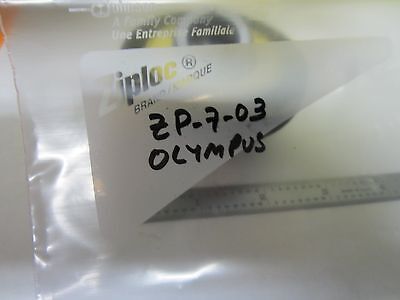 A Family Company
Une Entreprise Familiale
Ziploc®
BRAND/MARQUE
ZP-7-03
OLYMPUS